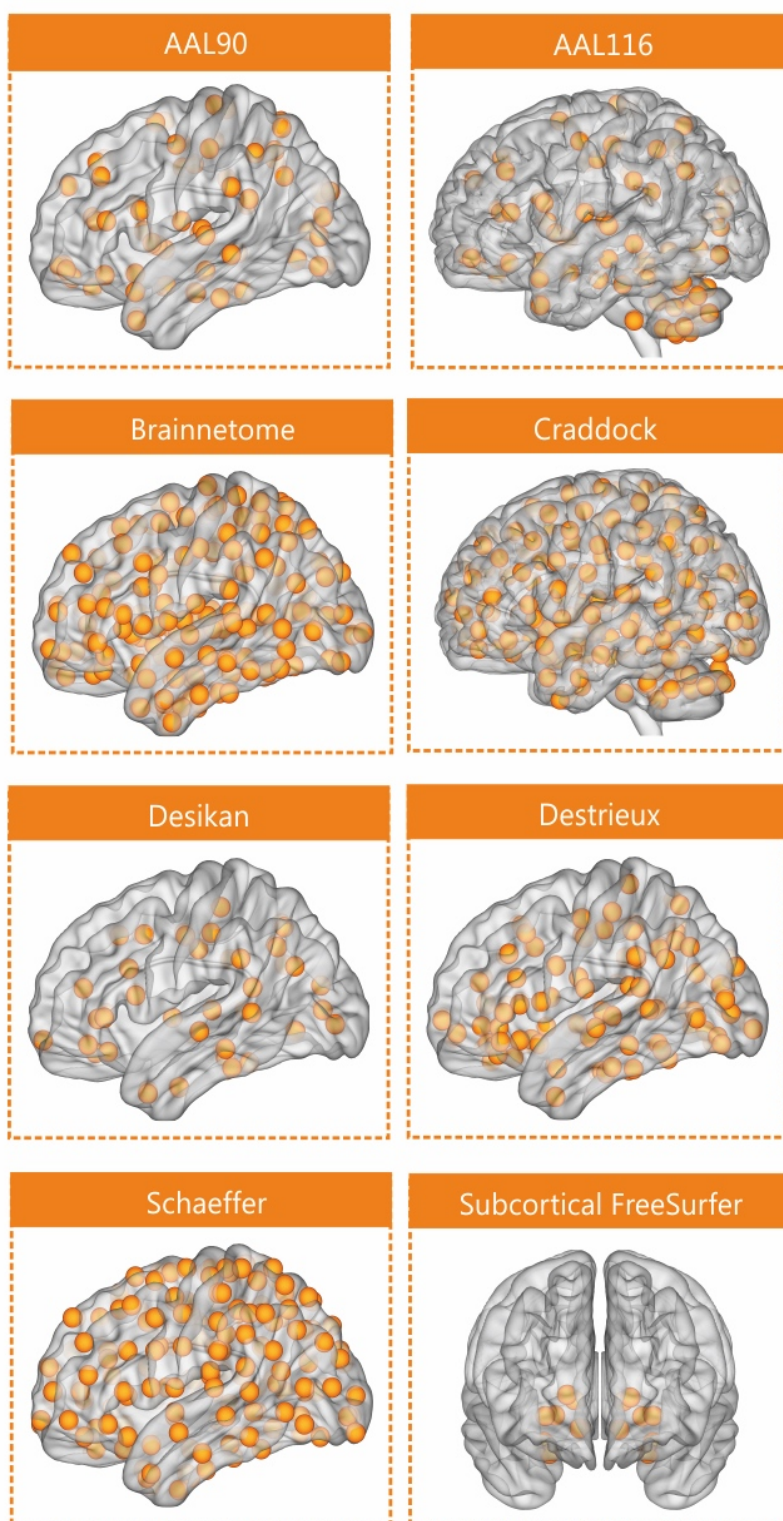 AAL90
AAL116
Brainnetome
Craddock
Desikan
Destrieux
Schaeffer
Subcortical FreeSurfer